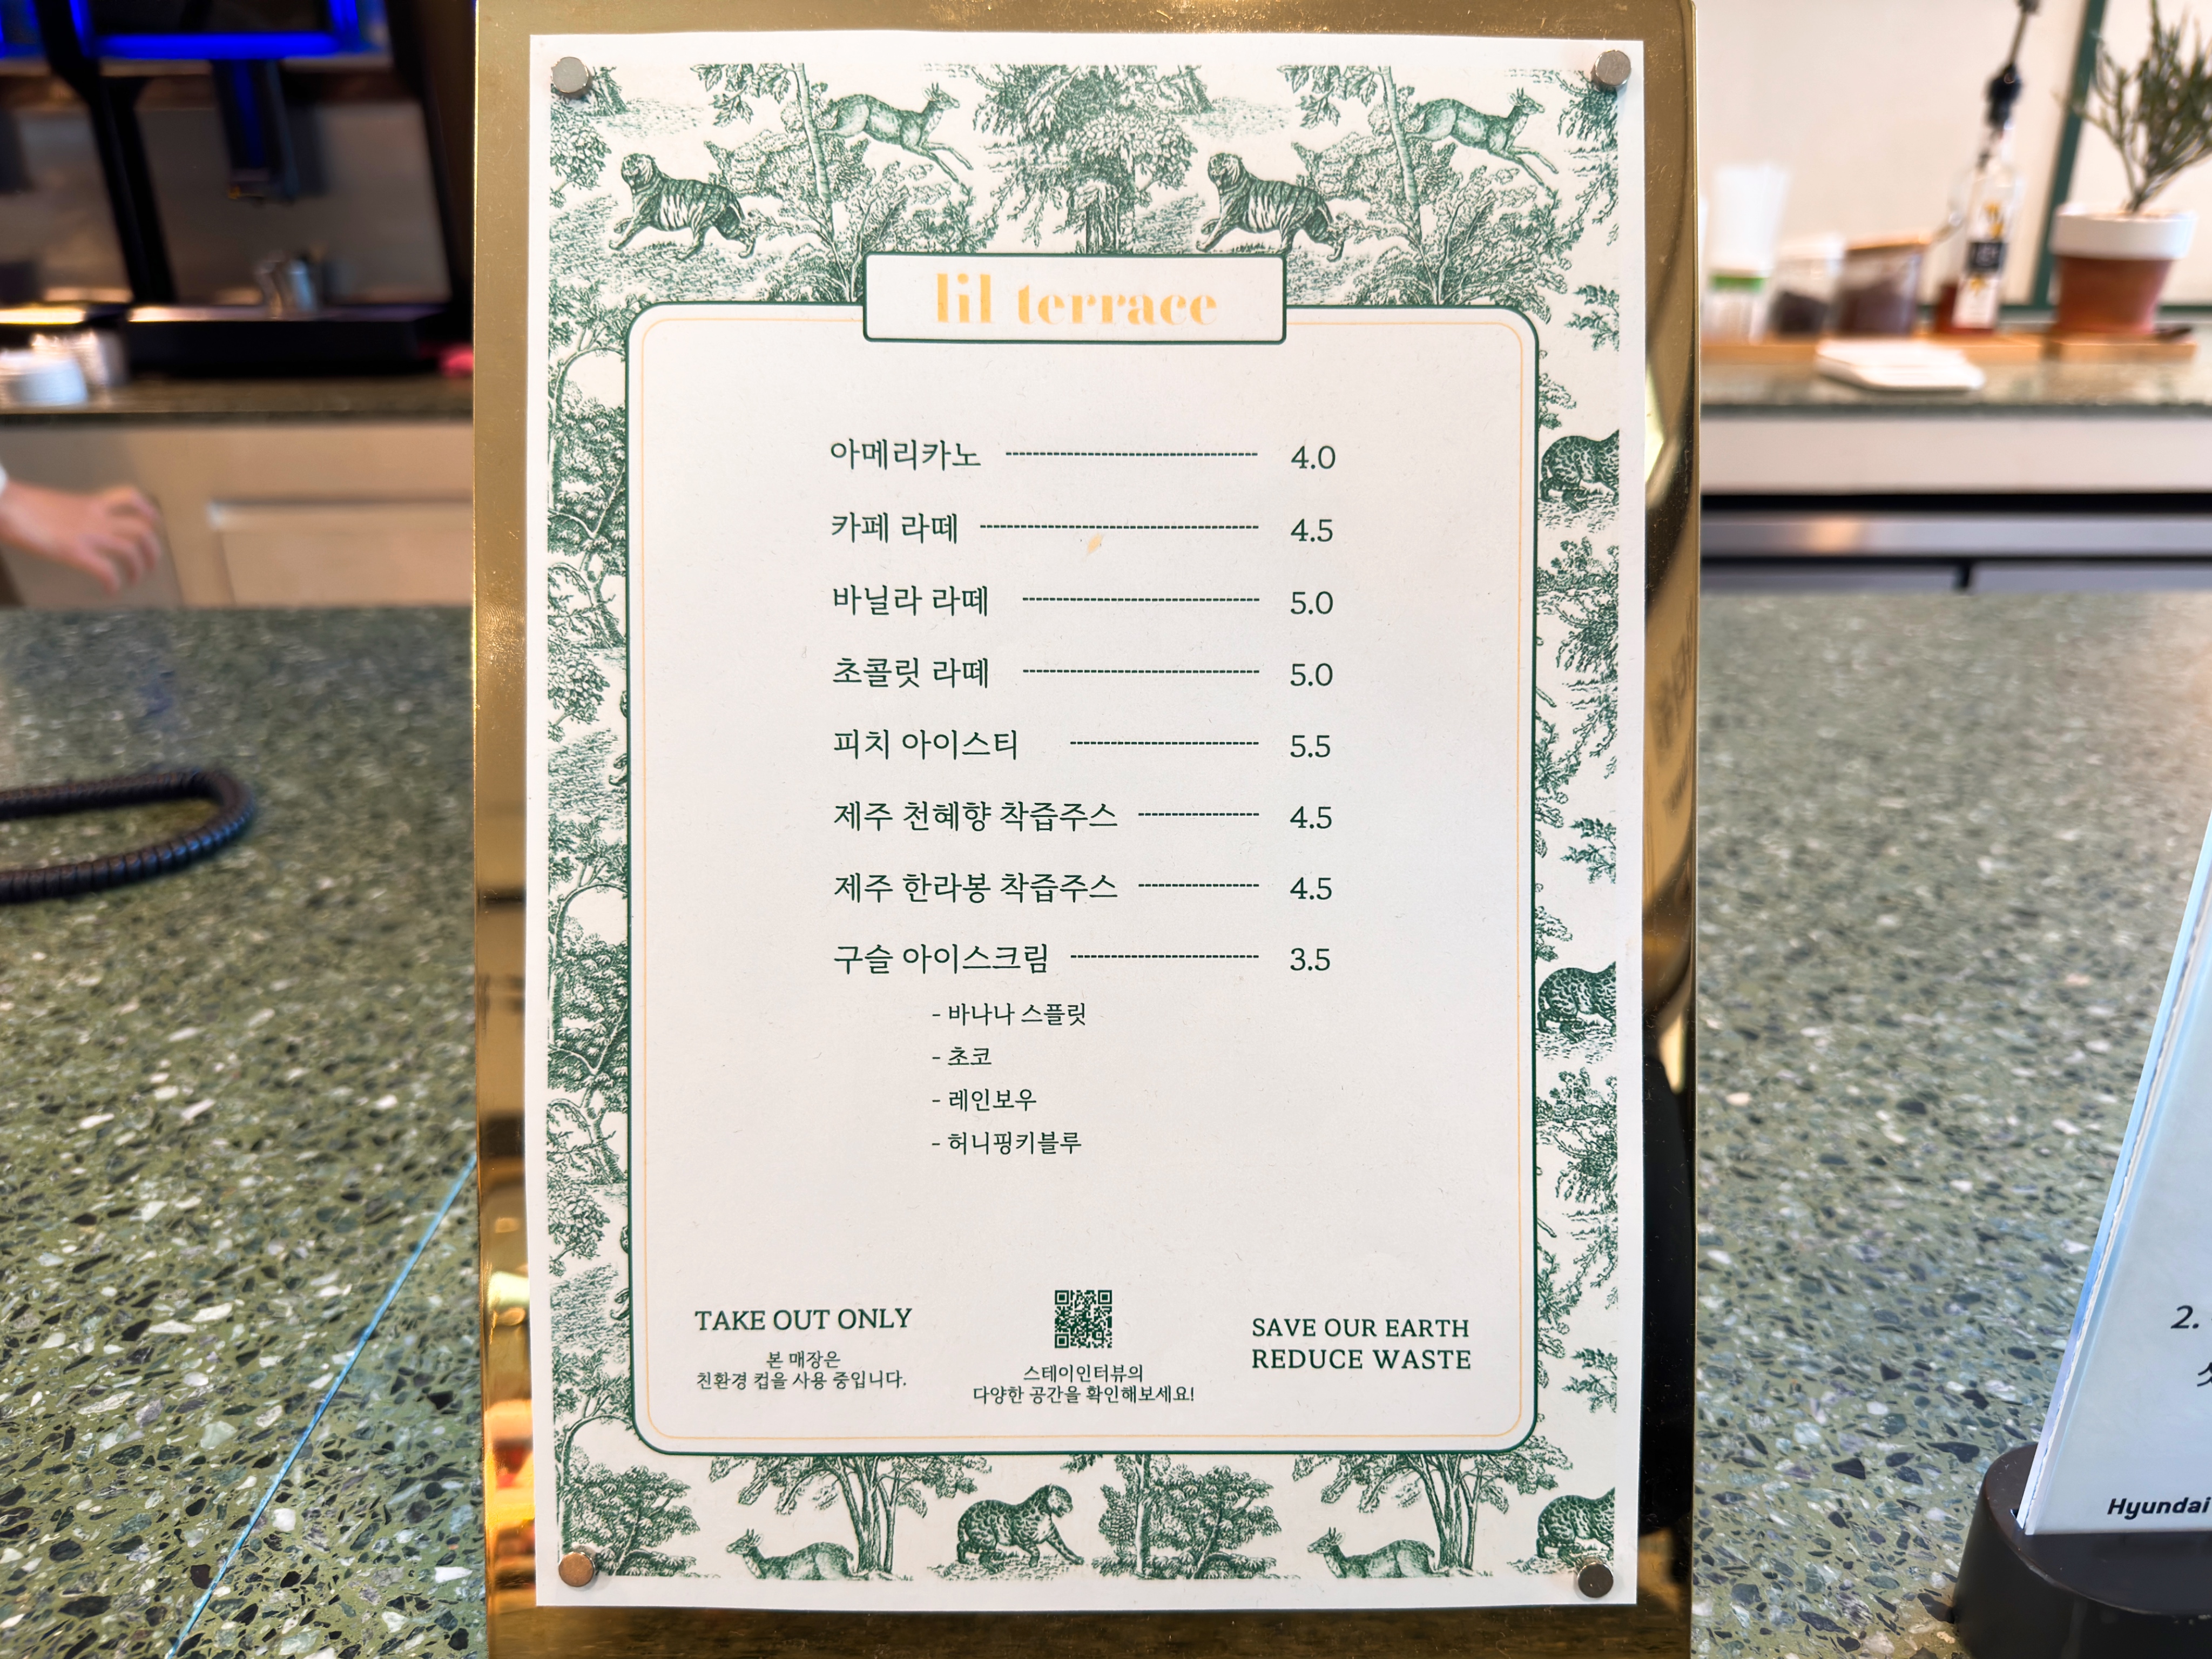 lil terrace
아메리카노 4.0
카페 라떼 4.5
바닐라 라떼 5.0
초콜릿 라떼 5.0
피치 아이스티 5.5
제주 천혜향 착즙주스 4.5
제주 한라봉 착즙주스 4.5
구슬 아이스크림 3.5
- 바나나 스플릿
- 초코
- 레인보우
- 허니핑키블루
TAKE OUT ONLY
본 매장은
친환경 컵을 사용 중입니다.
스테이인터뷰의
다양한 공간을 확인해보세요!
SAVE OUR EARTH
REDUCE WASTE
2.
Hyundai